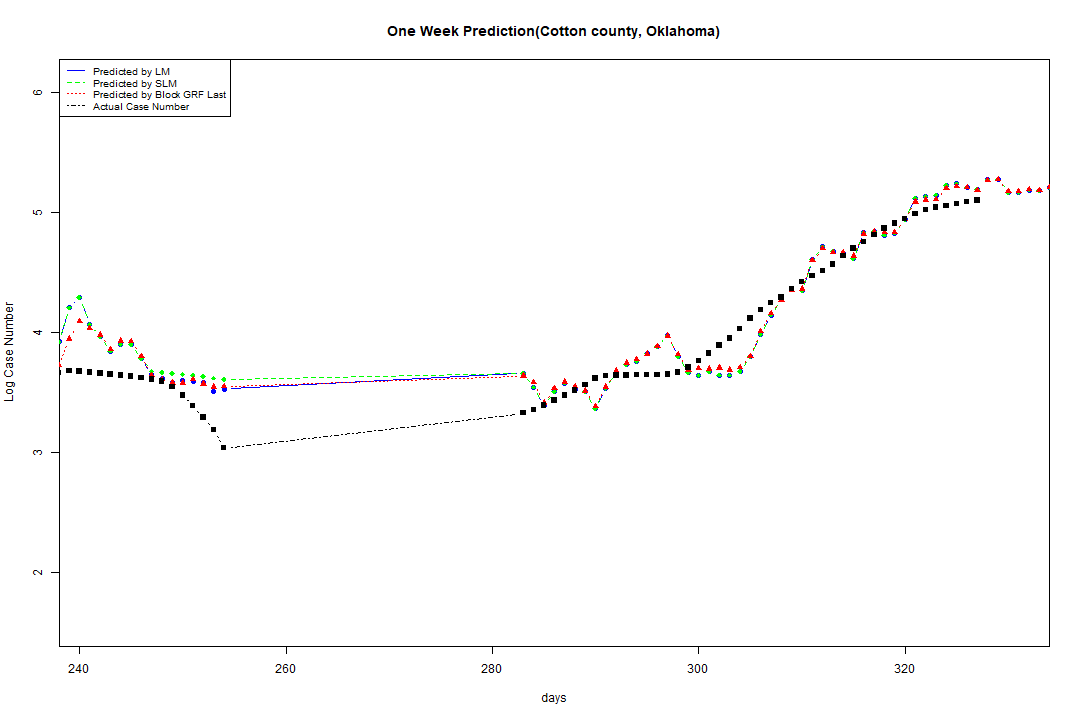 One Week Prediction(Cotton county, Oklahoma)
Predicted by LM
Predicted by SLM
Predicted by Block GRF Last
Actual Case Number
6
5
4
3
2
Log Case Number
240 260 280 300 320
days